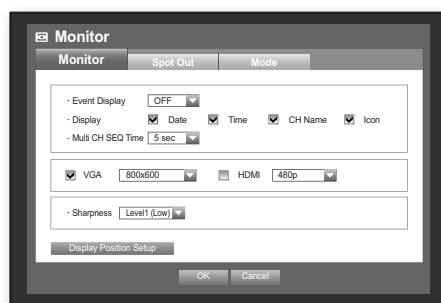 Monitor
Monitor Spot Out Mode
· Event Display OFF
· Display Date Time CH Name Icon
· Multi CH SEQ Time 5 sec
VGA 800x600 HDMI 480p
· Sharpness Level1 (Low)
Display Position Setup
OK Cancel